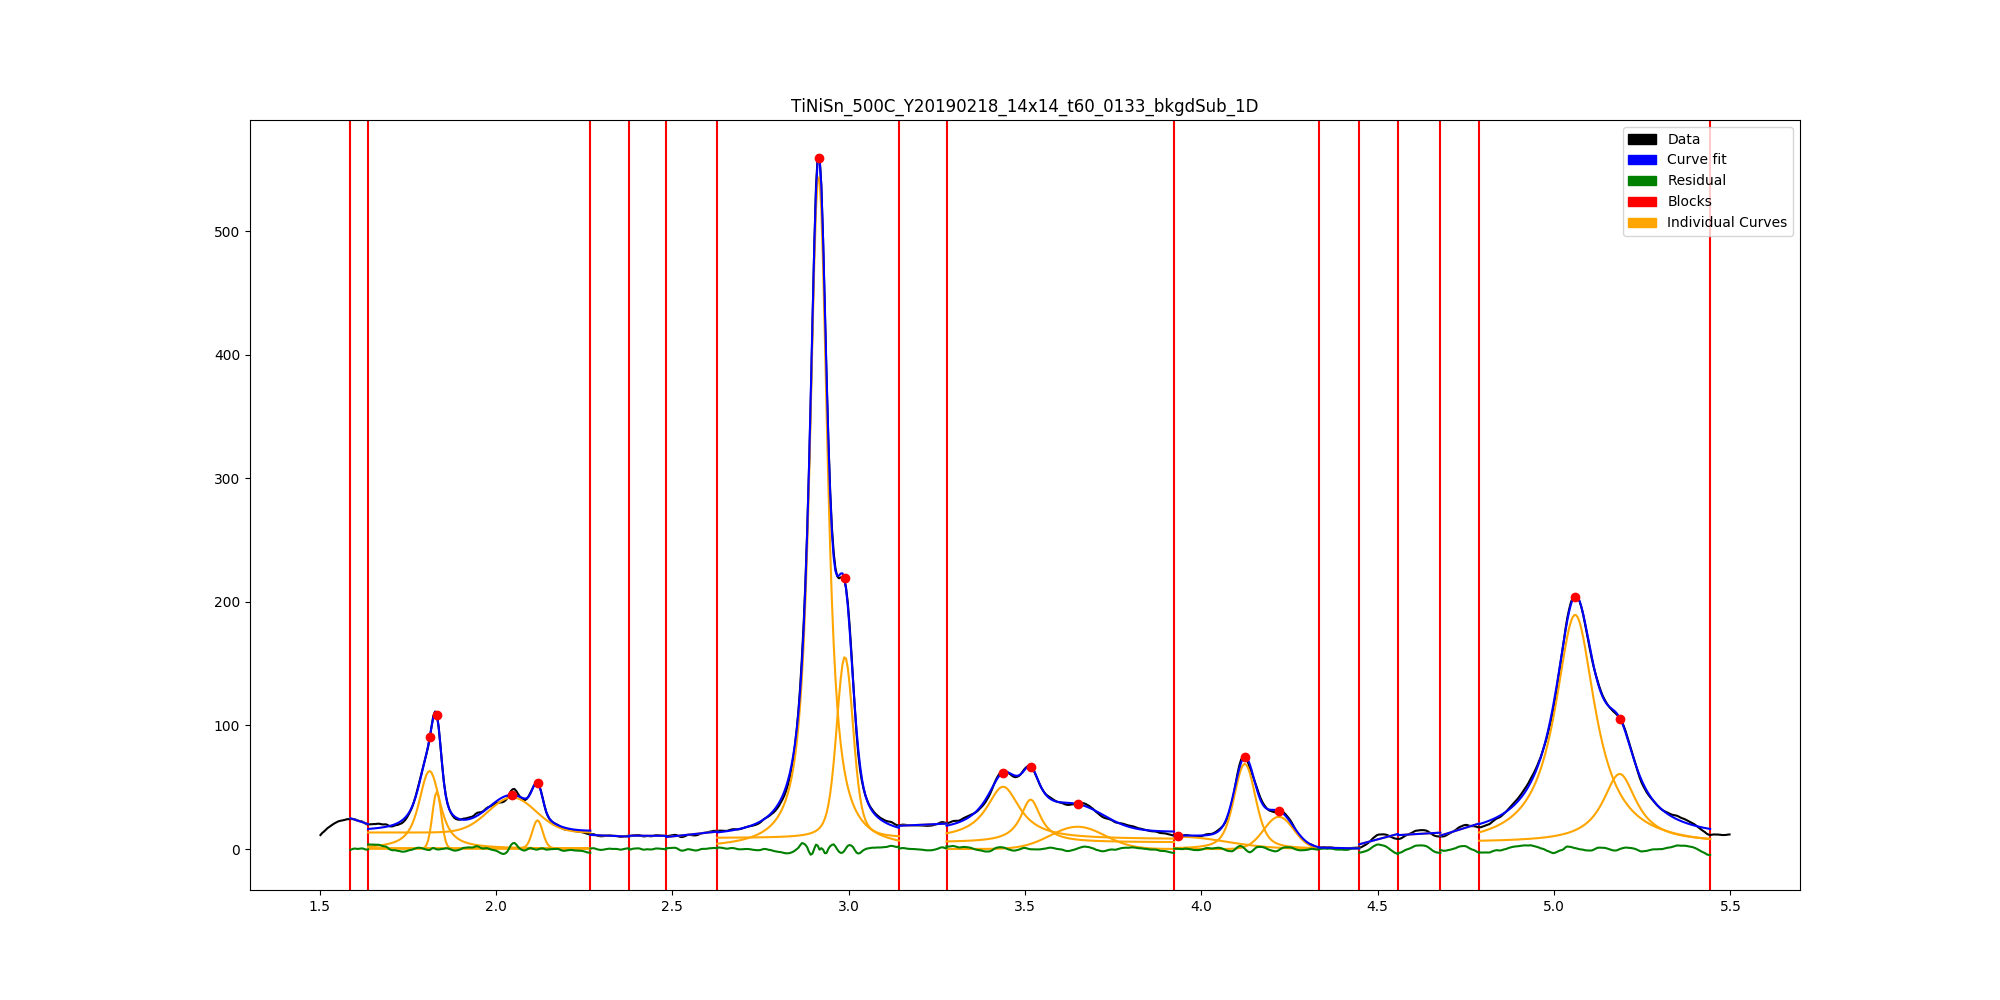 TiNiSn_500C_Y20190218_14x14_t60_0133_bkgdSub_1D
Data
Curve fit
Residual
Blocks
Individual Curves
500
400
300
200
100
0
1.5 2.0 2.5 3.0 3.5 4.0 4.5 5.0 5.5